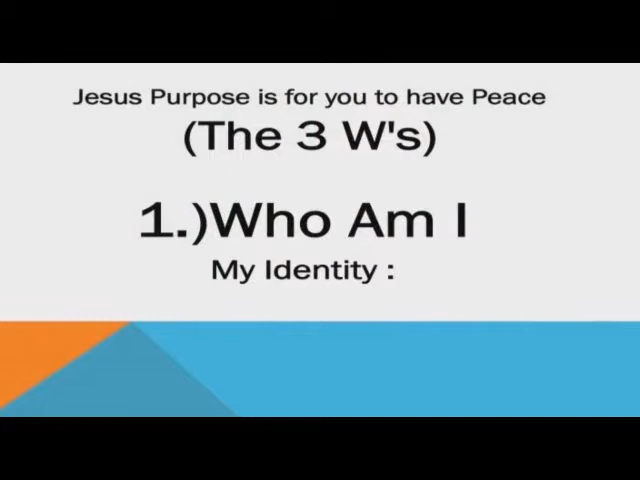 Jesus Purpose is for you to have Peace
(The 3 W's)
1.)Who Am I
My Identity :